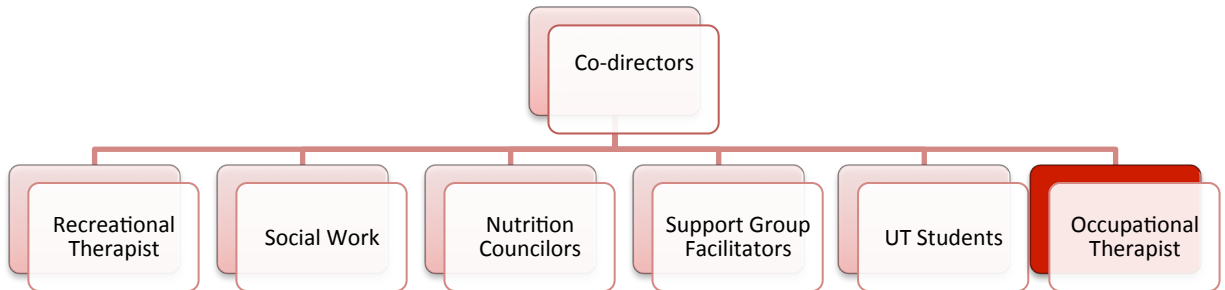 Co-directors
Recreational
Therapist
Social Work
Nutrition
Councilors
Support Group
Facilitators
UT Students
Occupational
Therapist